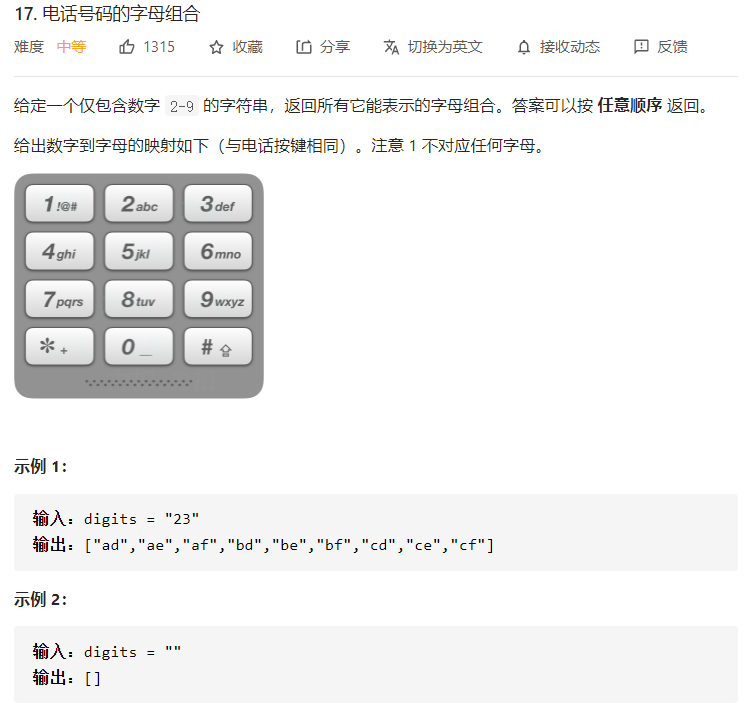 17. 电话号码的字母组合
难度 中等 1315 收藏 分享 切换为英文 接收动态 反馈
给定一个仅包含数字 2-9 的字符串，返回所有它能表示的字母组合。答案可以按 任意顺序 返回。
给出数字到字母的映射如下（与电话按键相同）。注意 1 不对应任何字母。
1 !@# 2 abc 3 def
4 ghi 5 jkl 6 mno
7 pqrs 8 tuv 9 wxyz
* + 0 _ #
示例 1：
输入：digits = "23"
输出：["ad","ae","af","bd","be","bf","cd","ce","cf"]
示例 2：
输入：digits = ""
输出：[]